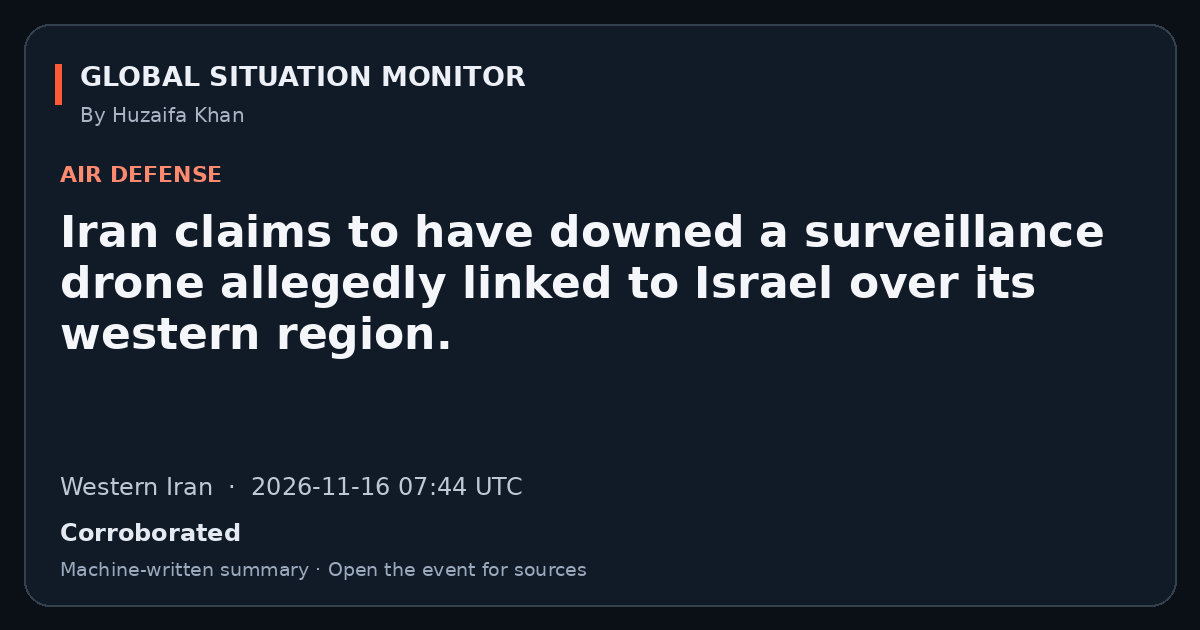 GLOBAL SITUATION MONITOR
By Huzaifa Khan
AIR DEFENSE
Iran claims to have downed a surveillance
drone allegedly linked to Israel over its
western region.
Western Iran · 2026-11-16 07:44 UTC
Corroborated
Machine-written summary · Open the event for sources